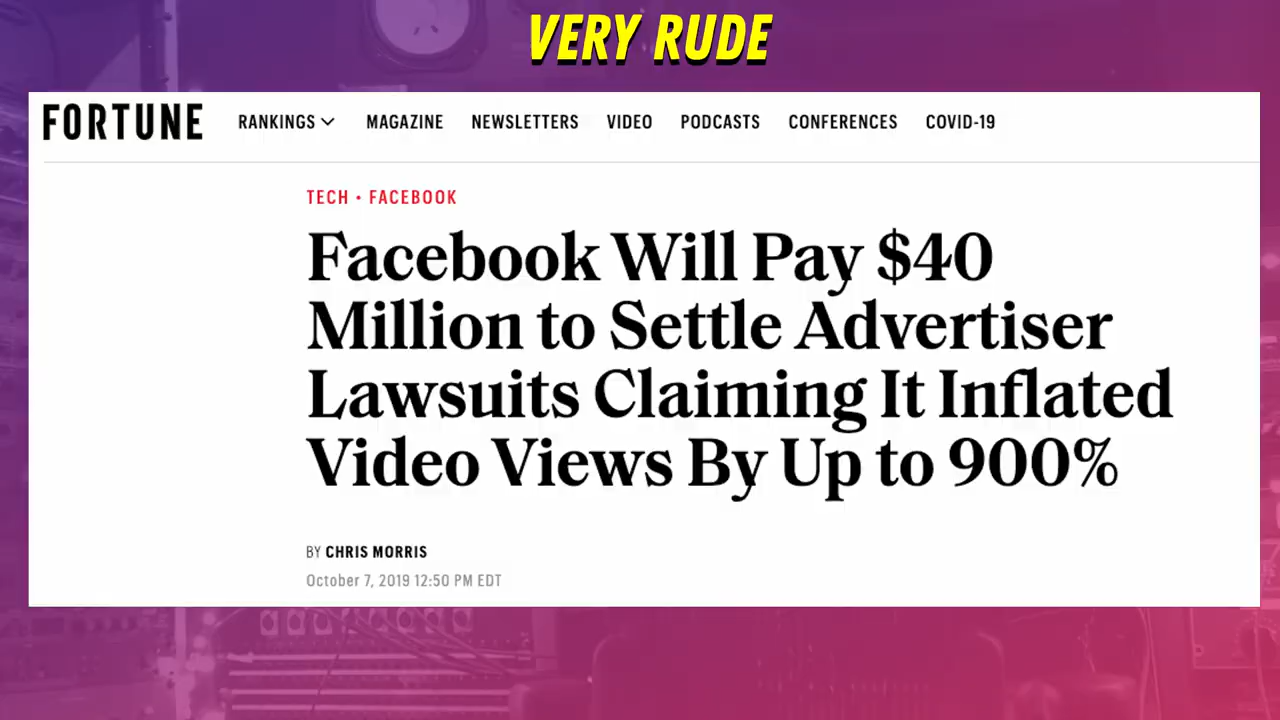 VERY RUDE
FORTUNE RANKINGS MAGAZINE NEWSLETTERS VIDEO PODCASTS CONFERENCES COVID-19
TECH • FACEBOOK
Facebook Will Pay $40
Million to Settle Advertiser
Lawsuits Claiming It Inflated
Video Views By Up to 900%
BY CHRIS MORRIS
October 7, 2019 12:50 PM EDT